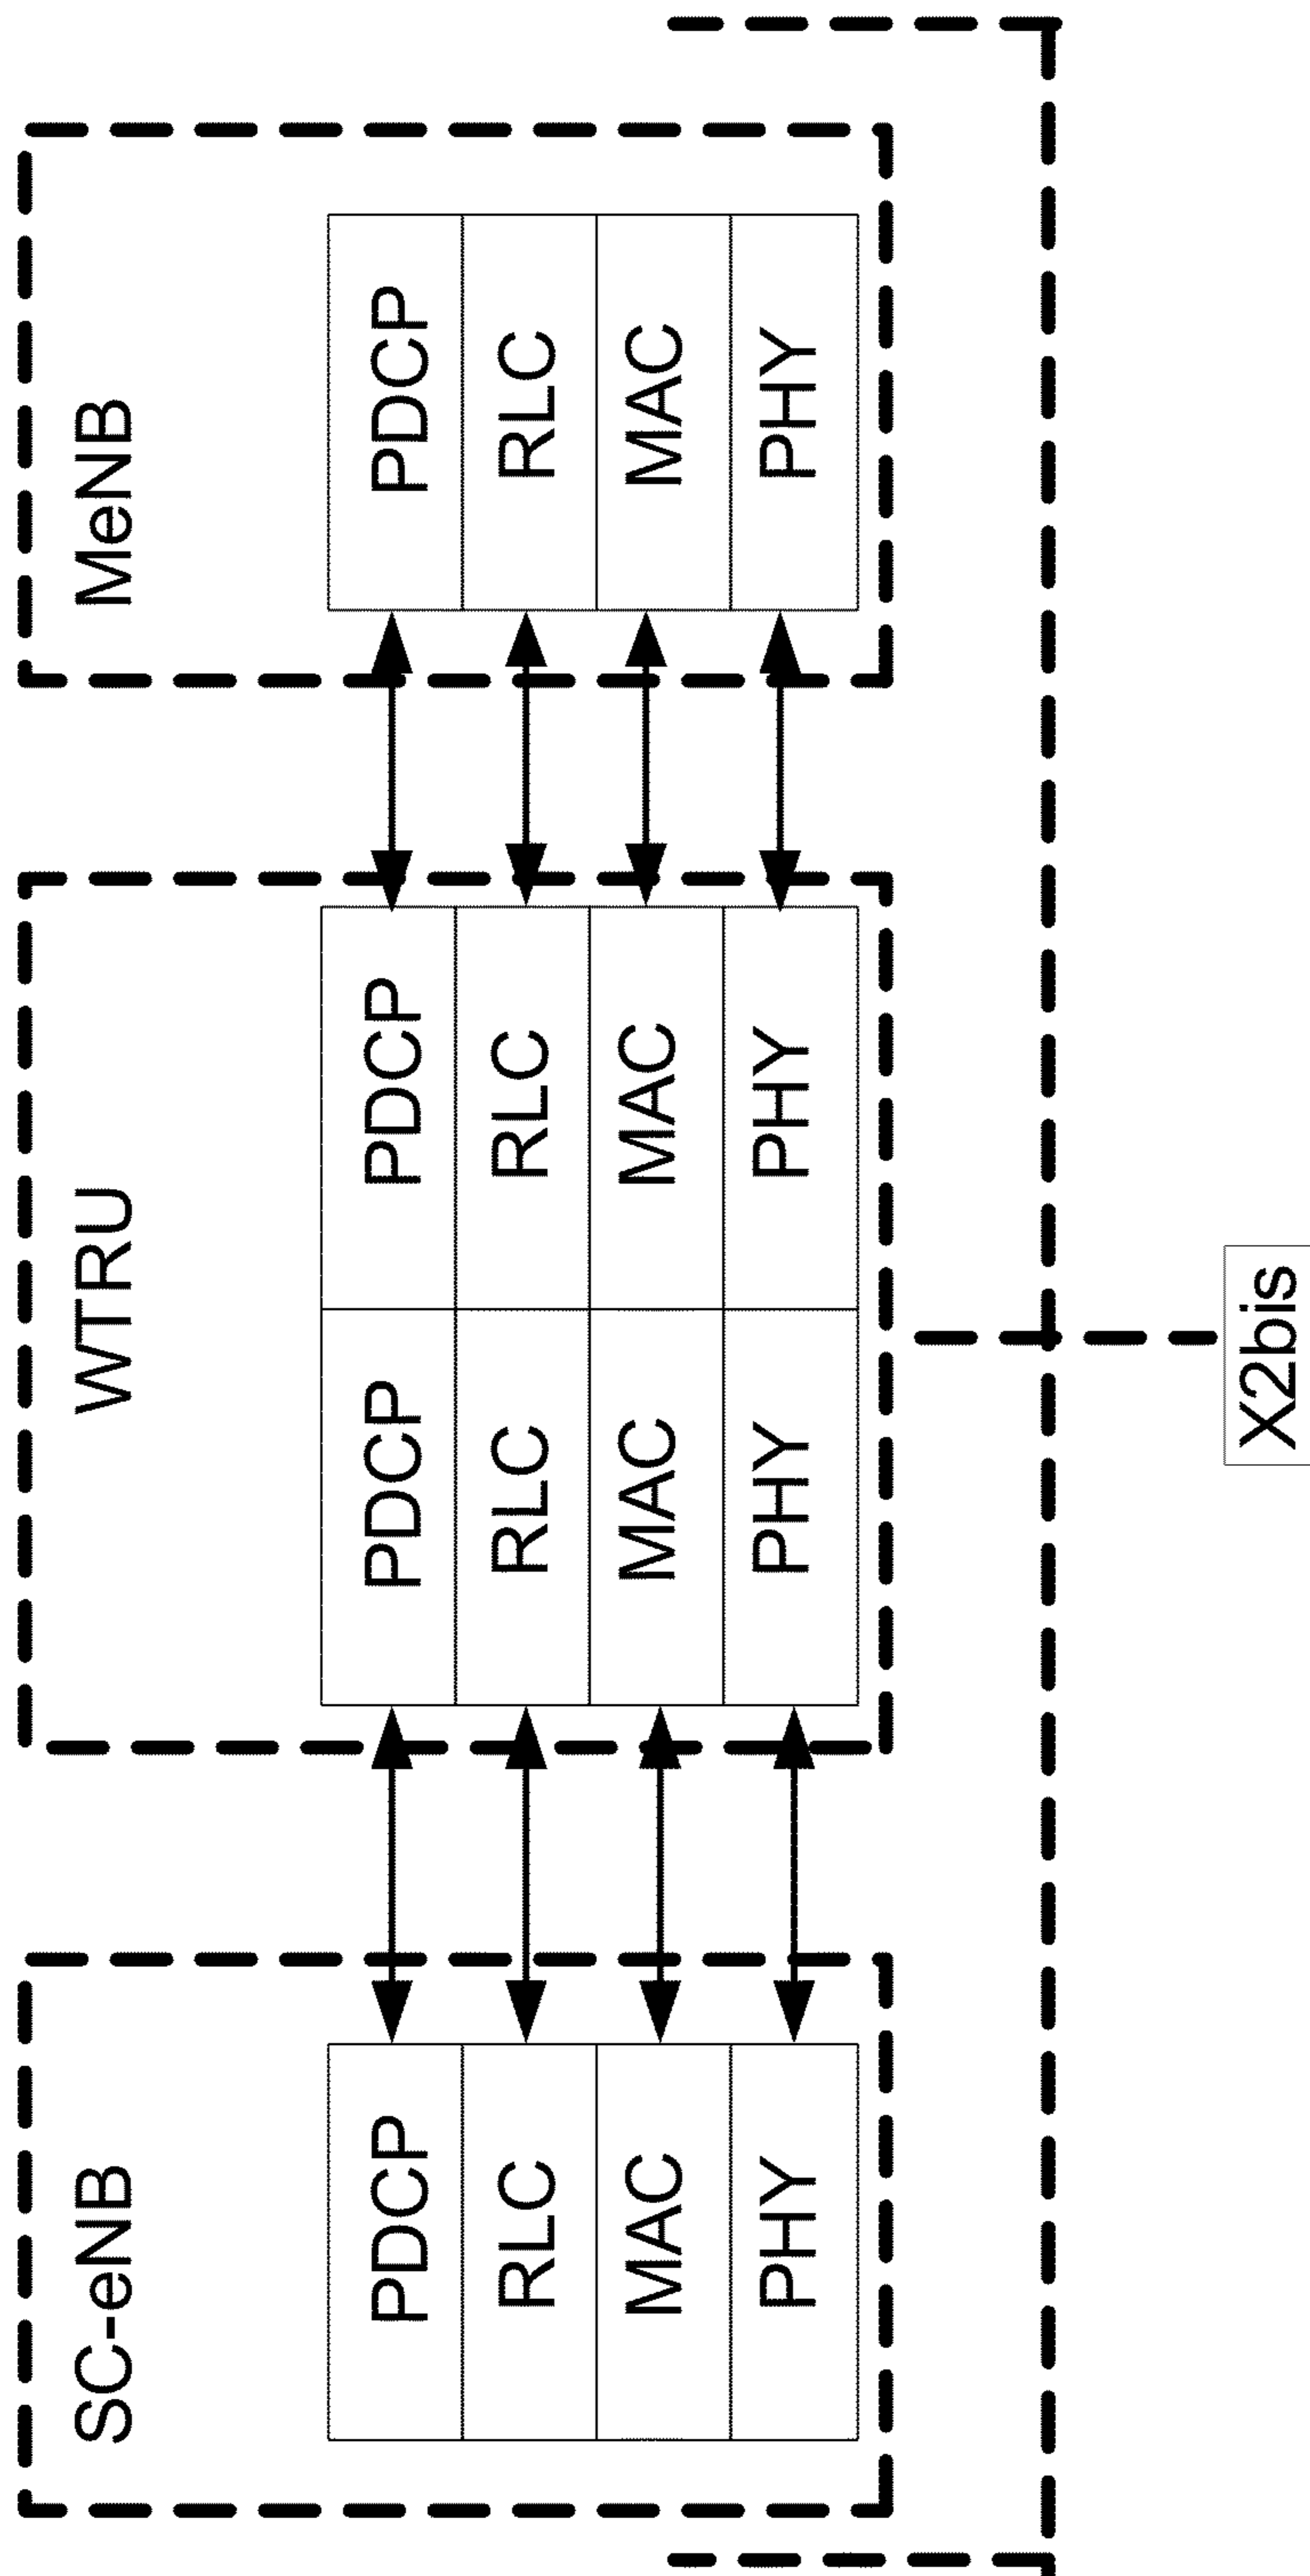 SC-eNB
WTRU
MeNB
PDCP
PDCP
PDCP
PDCP
RLC
RLC
RLC
RLC
MAC
MAC
MAC
MAC
PHY
PHY
PHY
PHY
X2bis